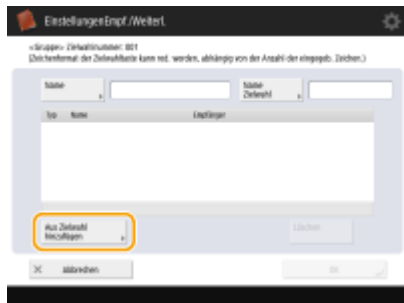 EinstellungenEmpf./Weiterl.
<Gruppe> Zielwahlnummer: 001
(Zeichenformat der Zielwahltaste kann red. werden, abhängig von der Anzahl der eingegeb. Zeichen.)
Name
Name Zielwahl
Typ Name Empfänger
Aus Zielwahl hinzufügen
Löschen
Abbrechen
OK